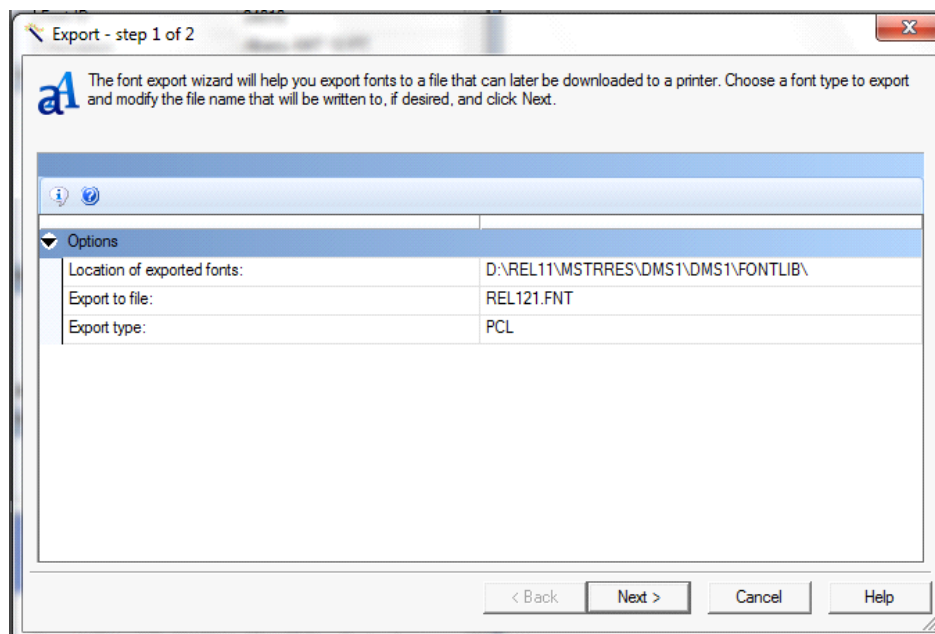 Export - step 1 of 2
The font export wizard will help you export fonts to a file that can later be downloaded to a printer. Choose a font type to export
and modify the file name that will be written to, if desired, and click Next.
Options
Location of exported fonts: D:\REL11\MSTRRES\DMS1\DMS1\FONTLIB\
Export to file: REL121.FNT
Export type: PCL
< Back Next > Cancel Help